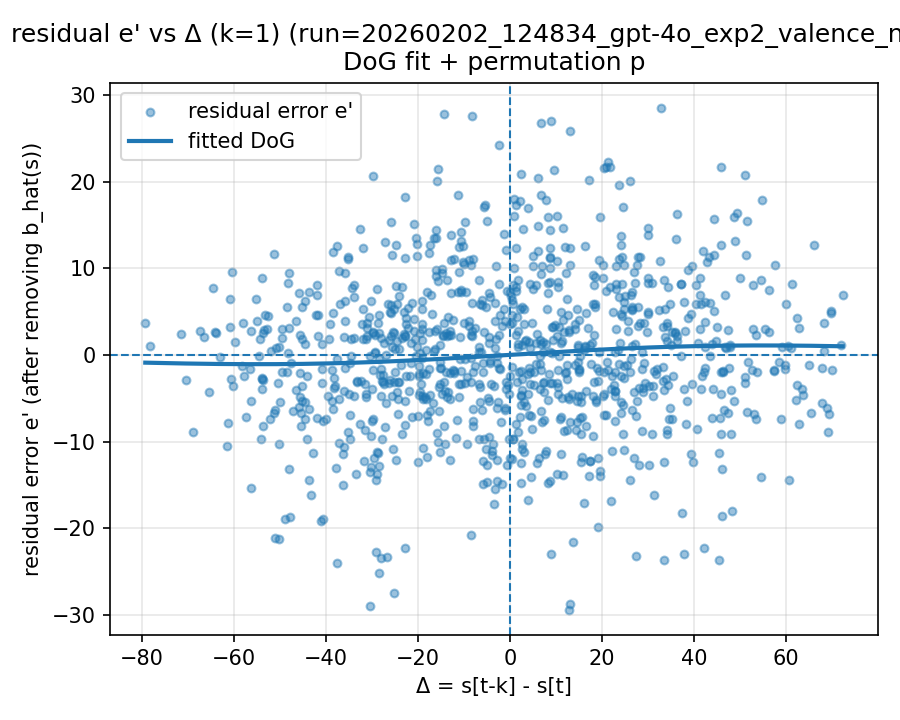 residual e' vs Δ (k=1) (run=20260202_124834_gpt-4o_exp2_valence_n
DoG fit + permutation p
residual error e'
fitted DoG
residual error e' (after removing b_hat(s))
30
20
10
0
−10
−20
−30
−80
−60
−40
−20
0
20
40
60
Δ = s[t-k] - s[t]